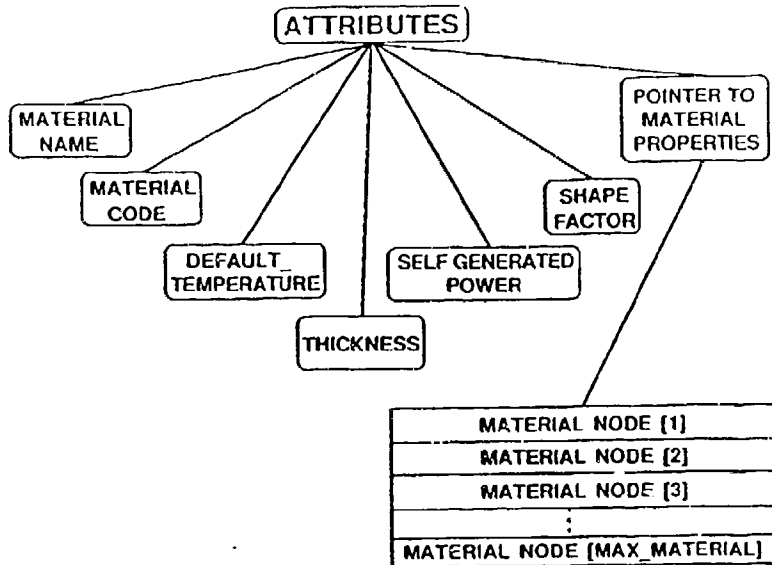 ATTRIBUTES
MATERIAL
NAME
MATERIAL
CODE
DEFAULT_
TEMPERATURE
THICKNESS
SELF GENERATED
POWER
SHAPE
FACTOR
POINTER TO
MATERIAL
PROPERTIES
MATERIAL NODE [1]
MATERIAL NODE [2]
MATERIAL NODE [3]
⋮
MATERIAL NODE [MAX_MATERIAL]